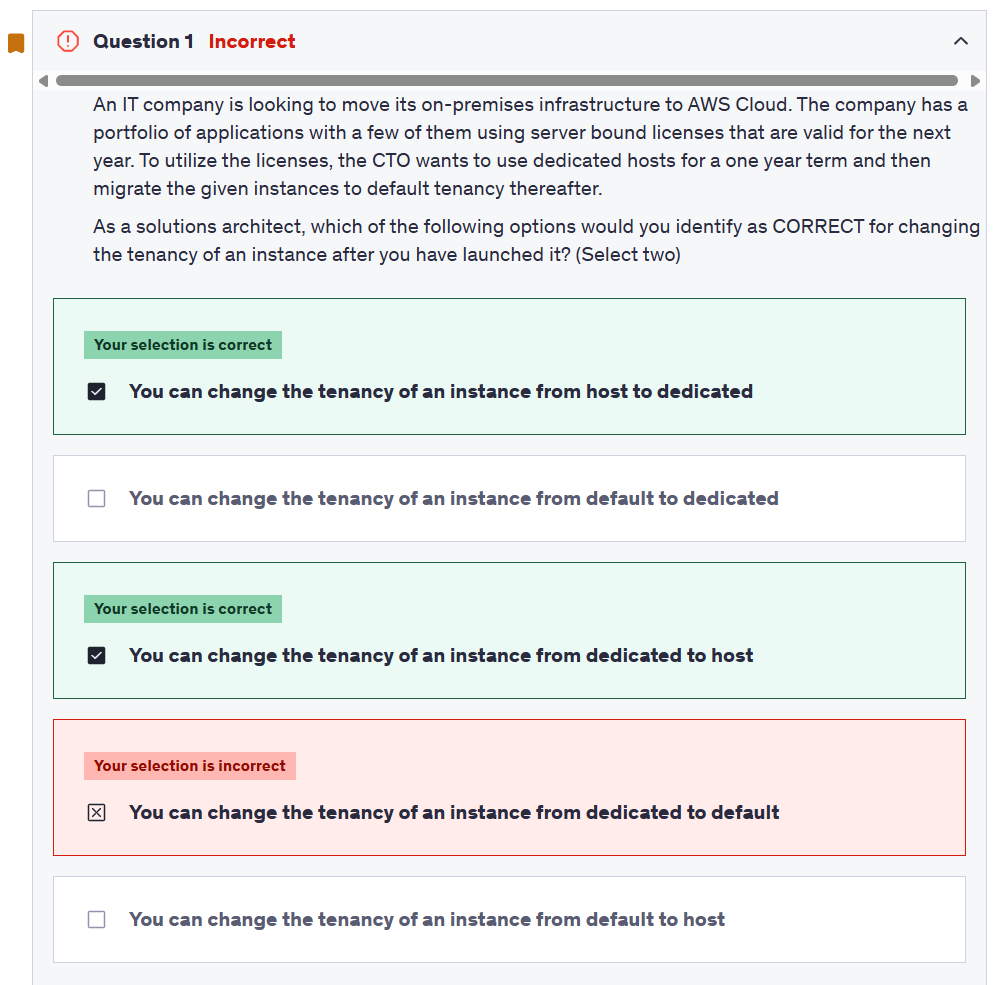 Question 1 Incorrect
An IT company is looking to move its on-premises infrastructure to AWS Cloud. The company has a
portfolio of applications with a few of them using server bound licenses that are valid for the next
year. To utilize the licenses, the CTO wants to use dedicated hosts for a one year term and then
migrate the given instances to default tenancy thereafter.
As a solutions architect, which of the following options would you identify as CORRECT for changing
the tenancy of an instance after you have launched it? (Select two)
Your selection is correct
You can change the tenancy of an instance from host to dedicated
You can change the tenancy of an instance from default to dedicated
Your selection is correct
You can change the tenancy of an instance from dedicated to host
Your selection is incorrect
You can change the tenancy of an instance from dedicated to default
You can change the tenancy of an instance from default to host